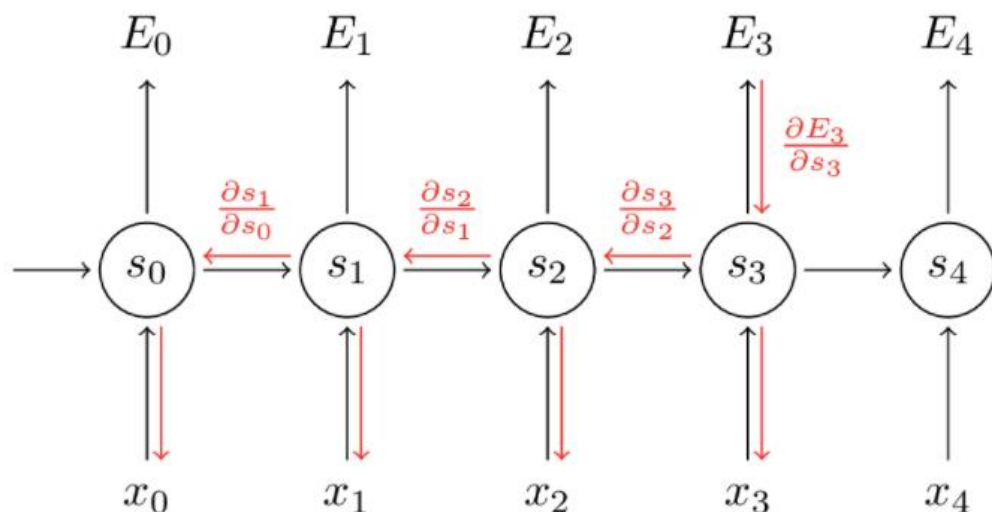 E₀ E₁ E₂ E₃ E₄
∂E₃/∂s₃
∂s₁/∂s₀ ∂s₂/∂s₁ ∂s₃/∂s₂
s₀ s₁ s₂ s₃ s₄
x₀ x₁ x₂ x₃ x₄